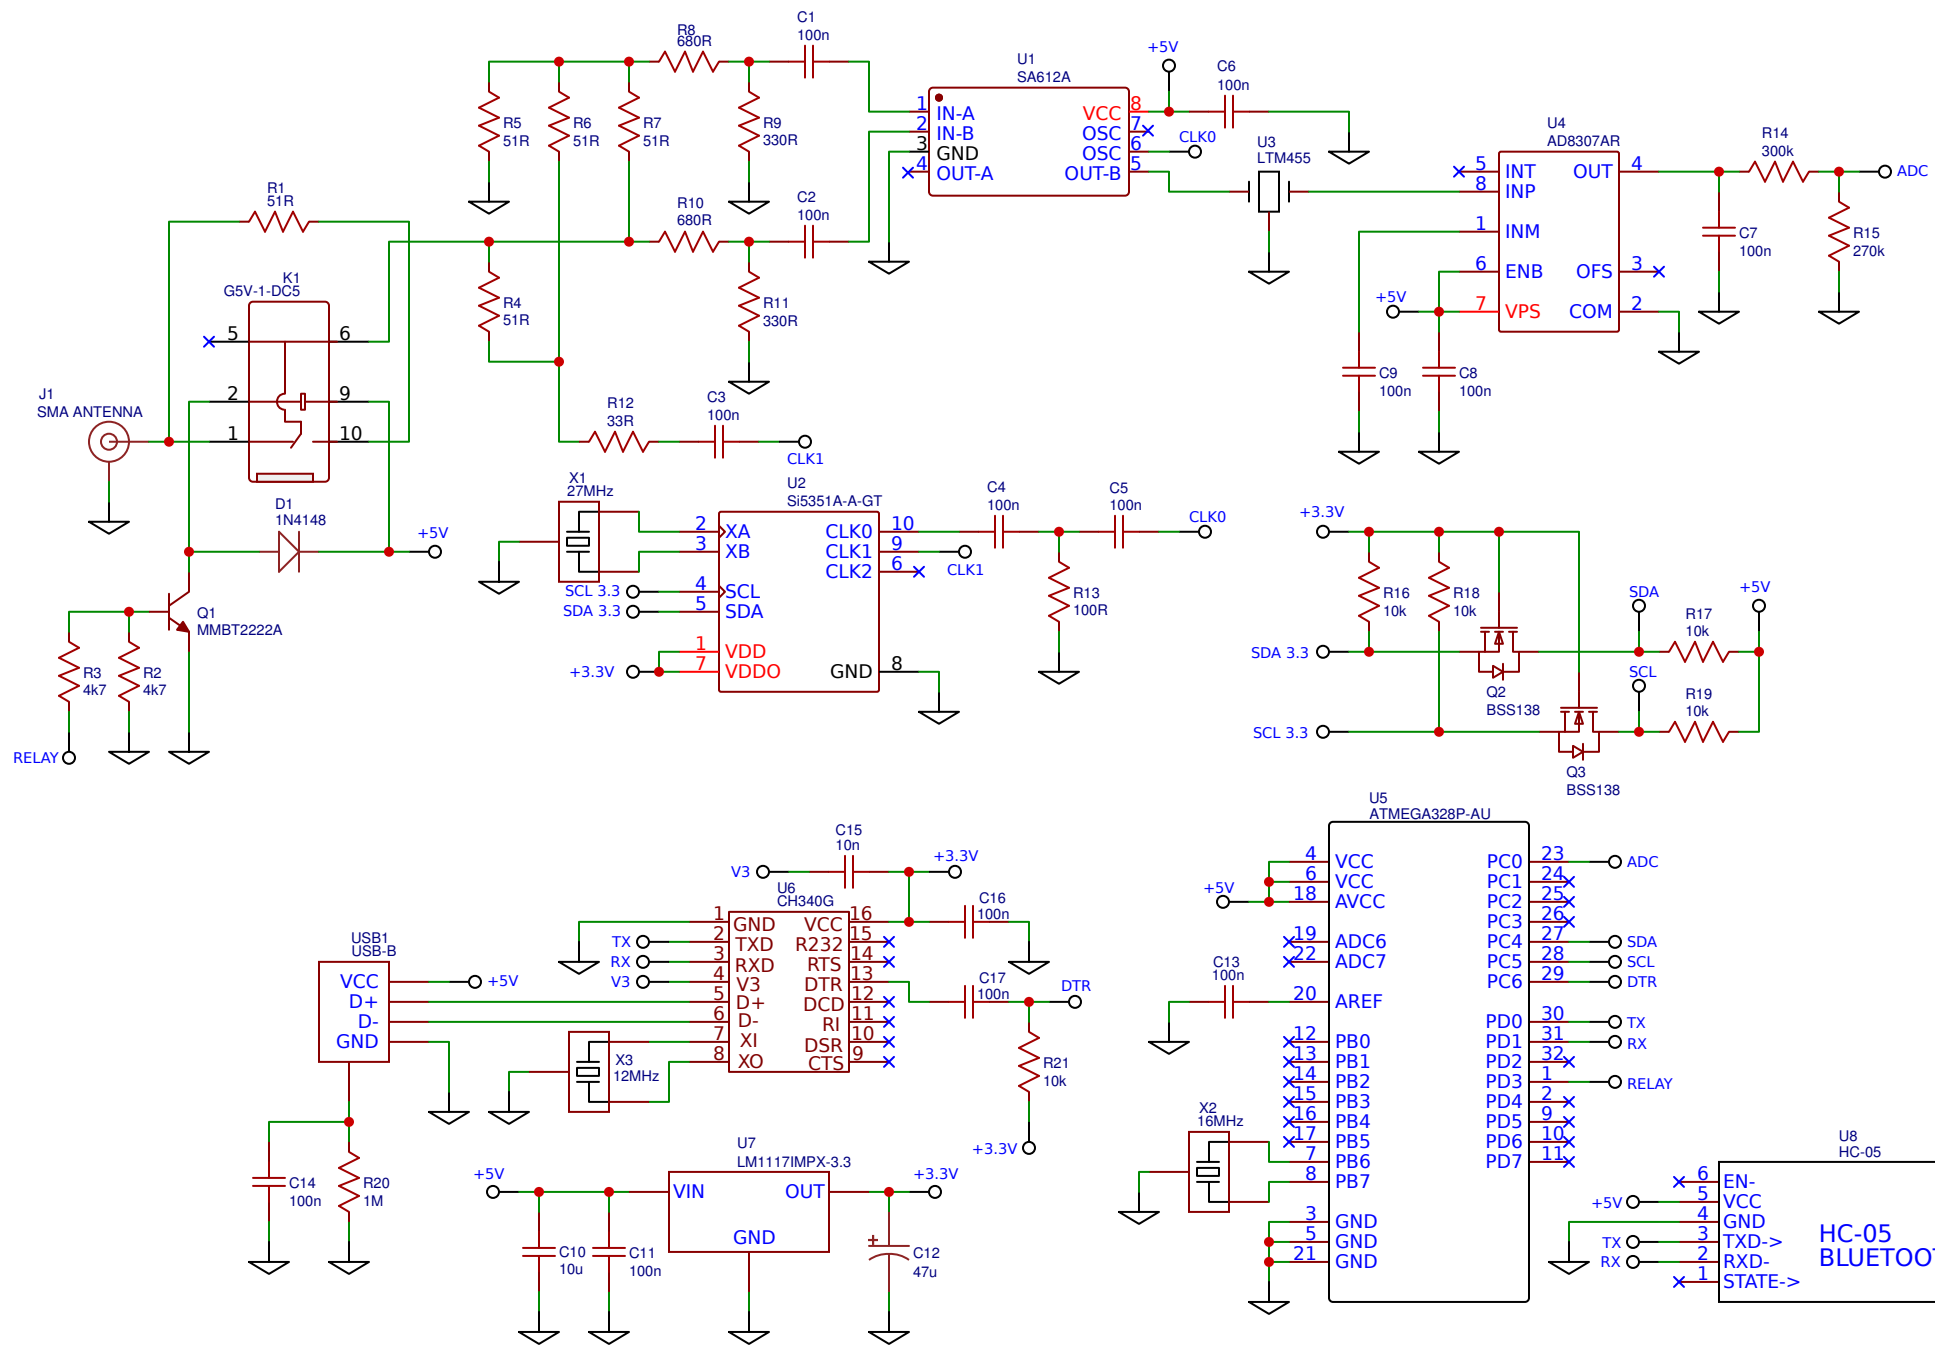 R8
680R
C1
100n
R5
51R
R6
51R
R7
51R
R9
330R
R10
680R
C2
100n
R4
51R
R11
330R
R12
33R
C3
100n
CLK1
U1
SA612A
1
IN-A
2
IN-B
3
GND
4
OUT-A
VCC
8
OSC
7
OSC
6
OUT-B
5
+5V
C6
100n
CLK0
U3
LTM455
U4
AD8307AR
5
INT
8
INP
1
INM
6
ENB
7
VPS
OUT
4
OFS
3
COM
2
+5V
R14
300k
ADC
C7
100n
R15
270k
C9
100n
C8
100n
R1
51R
K1
G5V-1-DC5
5
6
2
9
1
10
J1
SMA ANTENNA
D1
1N4148
+5V
Q1
MMBT2222A
R3
4k7
R2
4k7
RELAY
X1
27MHz
U2
Si5351A-A-GT
2
XA
3
XB
SCL 3.3
4
SCL
SDA 3.3
5
SDA
1
VDD
+3.3V
7
VDDO
CLK0
10
CLK1
9
CLK2
6
GND
8
CLK1
C4
100n
C5
100n
CLK0
R13
100R
+3.3V
R16
10k
R18
10k
SDA
+5V
R17
10k
SDA 3.3
Q2
BSS138
SCL
R19
10k
SCL 3.3
Q3
BSS138
C15
10n
V3
+3.3V
U6
CH340G
1
GND
TX
2
TXD
RX
3
RXD
V3
4
V3
5
D+
6
D-
7
XI
8
XO
VCC
16
R232
15
RTS
14
DTR
13
DCD
12
RI
11
DSR
10
CTS
9
C16
100n
C17
100n
DTR
R21
10k
+3.3V
USB1
USB-B
VCC
+5V
D+
D-
GND
X3
12MHz
C14
100n
R20
1M
U7
LM1117IMPX-3.3
+5V
VIN
OUT
GND
+3.3V
C10
10u
C11
100n
+
C12
47u
U5
ATMEGA328P-AU
4
VCC
6
VCC
+5V
18
AVCC
19
ADC6
22
ADC7
C13
100n
20
AREF
12
PB0
13
PB1
14
PB2
15
PB3
16
PB4
17
PB5
7
PB6
8
PB7
3
GND
5
GND
21
GND
X2
16MHz
PC0
23
ADC
PC1
24
PC2
25
PC3
26
PC4
27
SDA
PC5
28
SCL
PC6
29
DTR
PD0
30
TX
PD1
31
RX
PD2
32
PD3
1
RELAY
PD4
2
PD5
9
PD6
10
PD7
11
U8
HC-05
6
EN-
+5V
5
VCC
4
GND
TX
3
TXD->
RX
2
RXD-
1
STATE->
HC-05